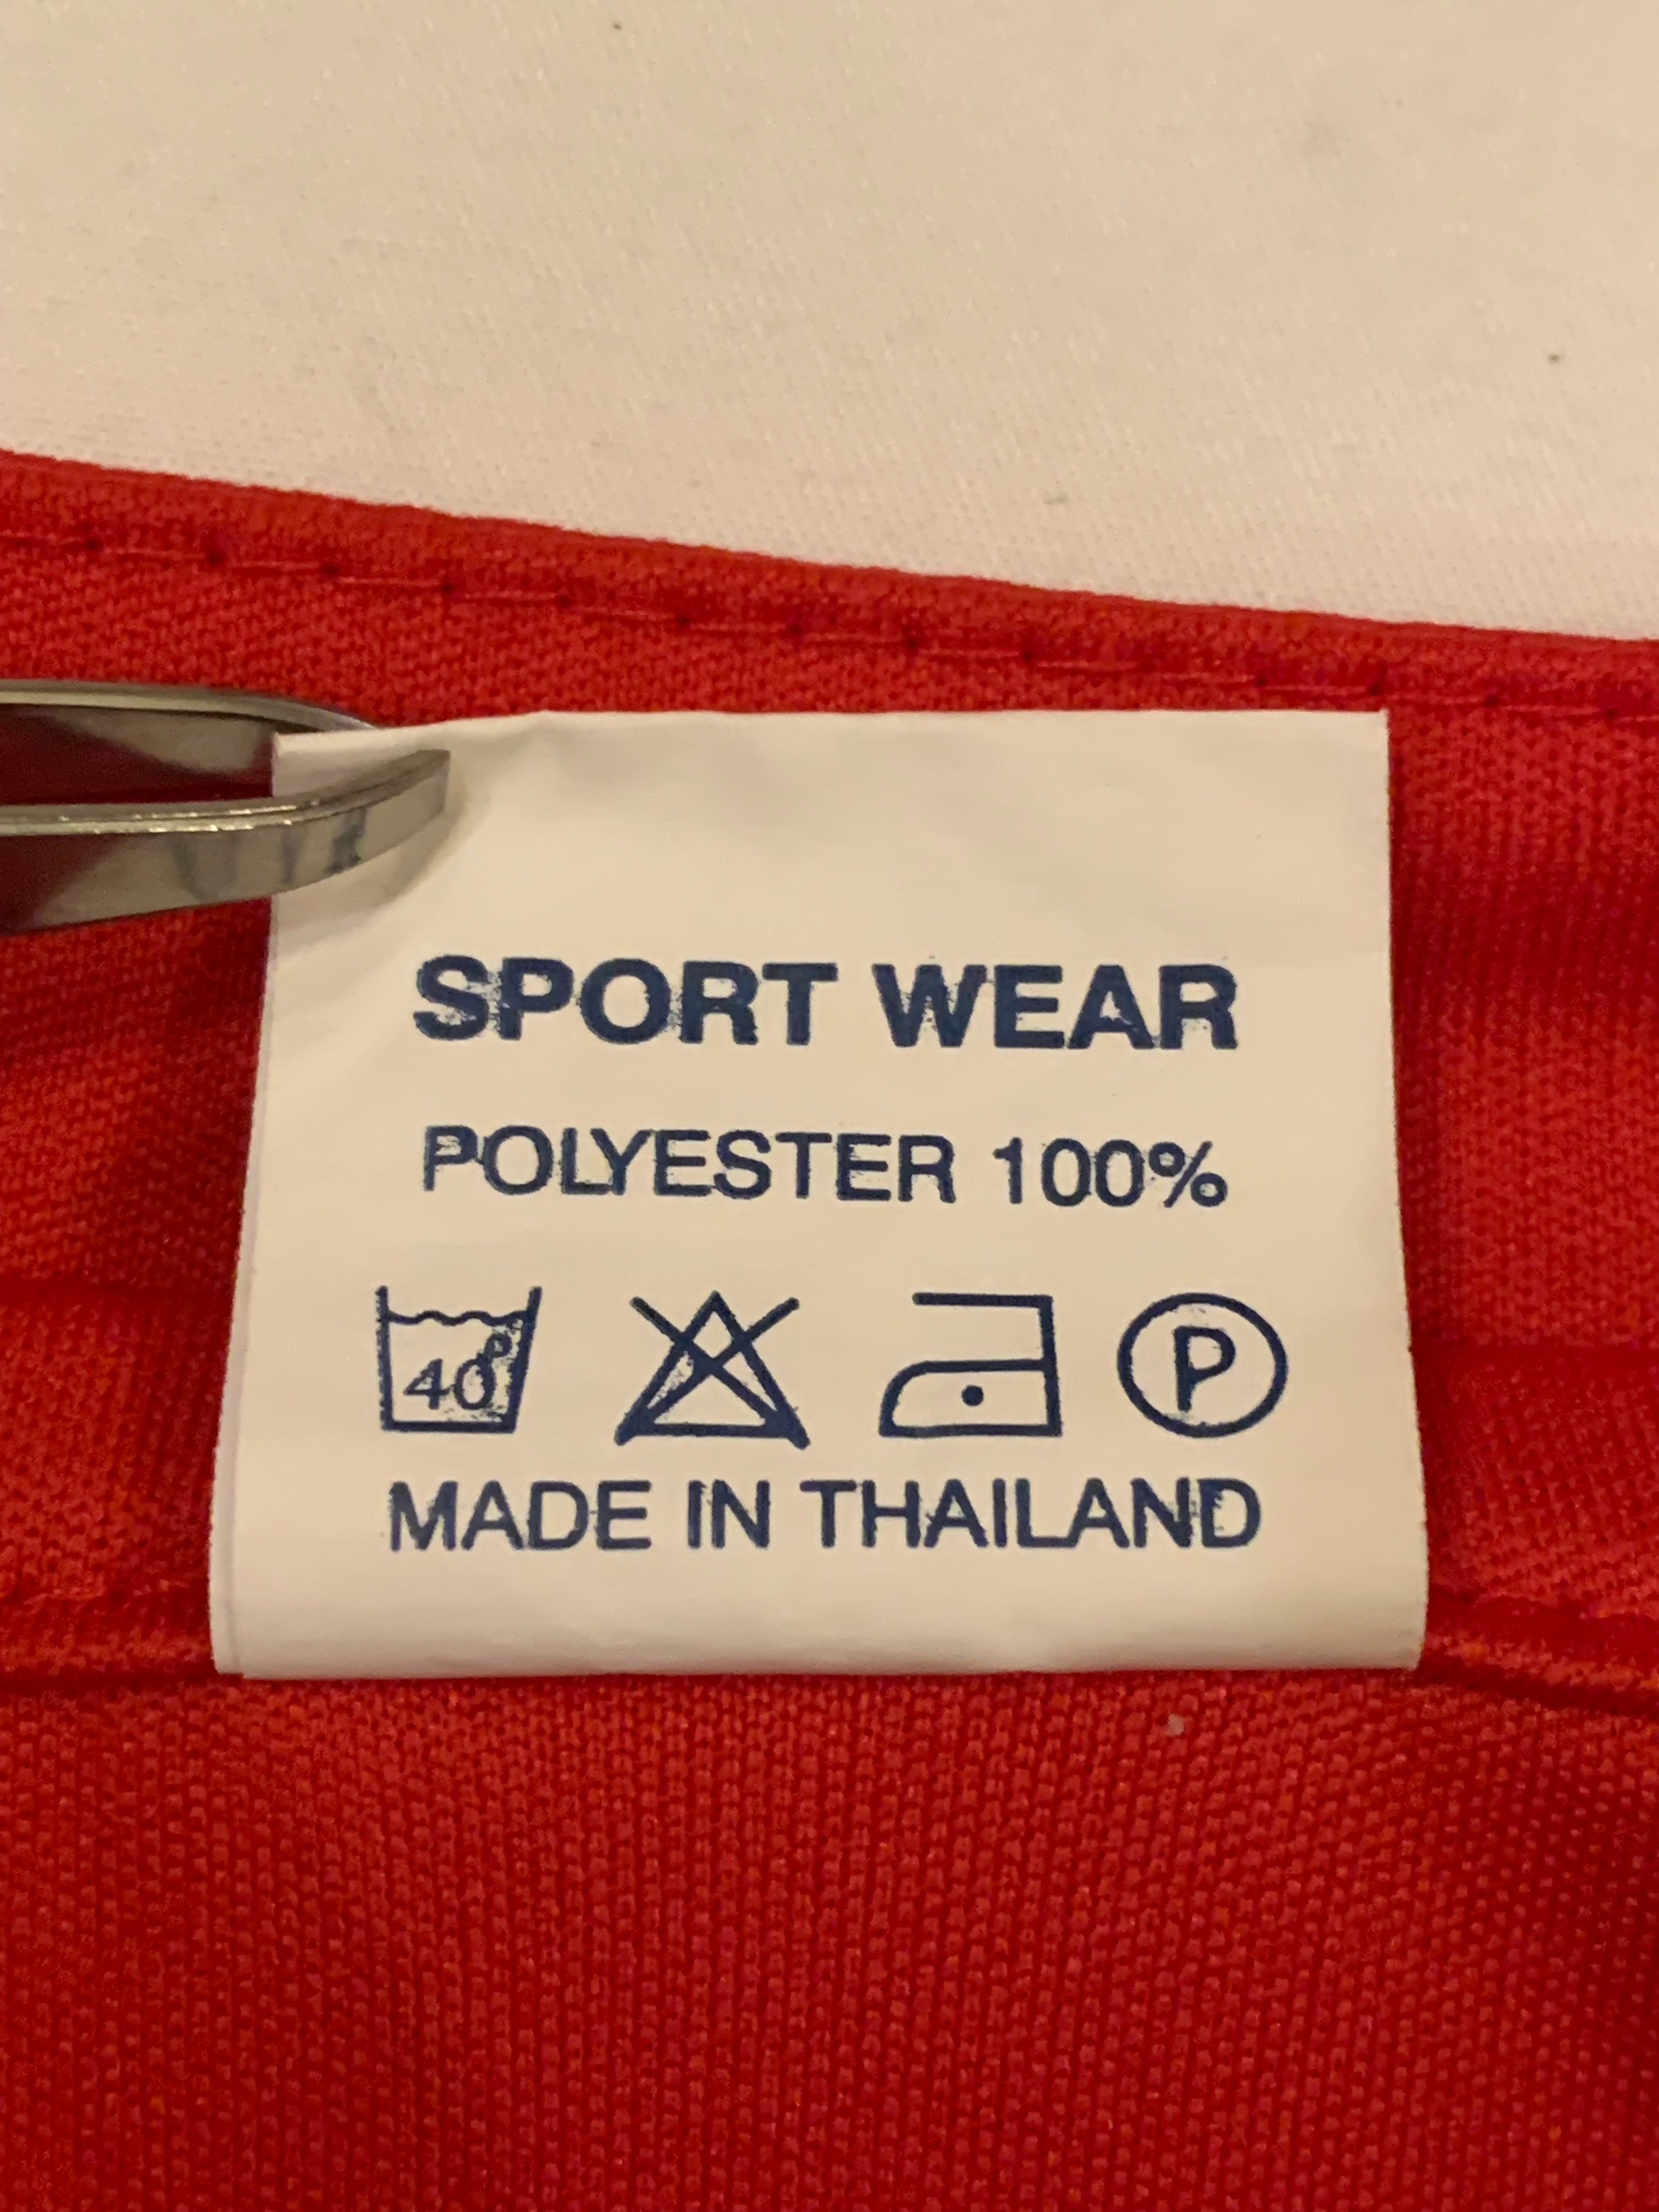 SPORT WEAR
POLYESTER 100%
40° P
MADE IN THAILAND